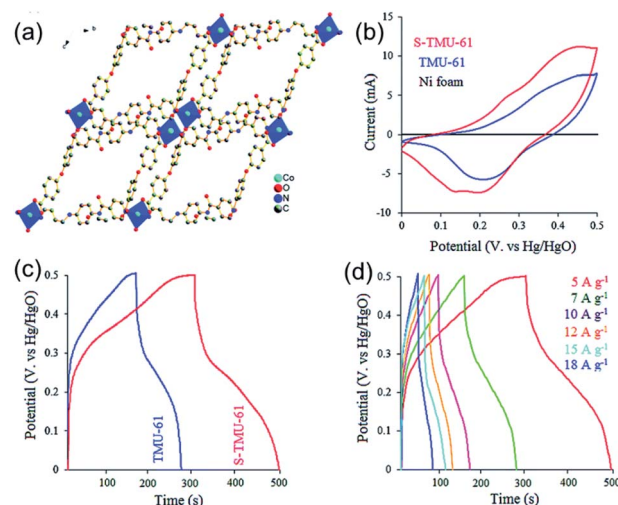 (a)
Co
O
N
C
(b)
S-TMU-61
TMU-61
Ni foam
Current (mA)
15
10
5
0
-5
-10
0 0.1 0.2 0.3 0.4 0.5
Potential (V. vs Hg/HgO)
(c)
Potential (V. vs Hg/HgO)
0.5
0.4
0.3
0.2
0.1
0
TMU-61
S-TMU-61
100 200 300 400 500
Time (s)
(d)
Potential (V. vs Hg/HgO)
0.5
0.4
0.3
0.2
0.1
0
5 A g⁻¹
7 A g⁻¹
10 A g⁻¹
12 A g⁻¹
15 A g⁻¹
18 A g⁻¹
100 200 300 400 500
Time (s)